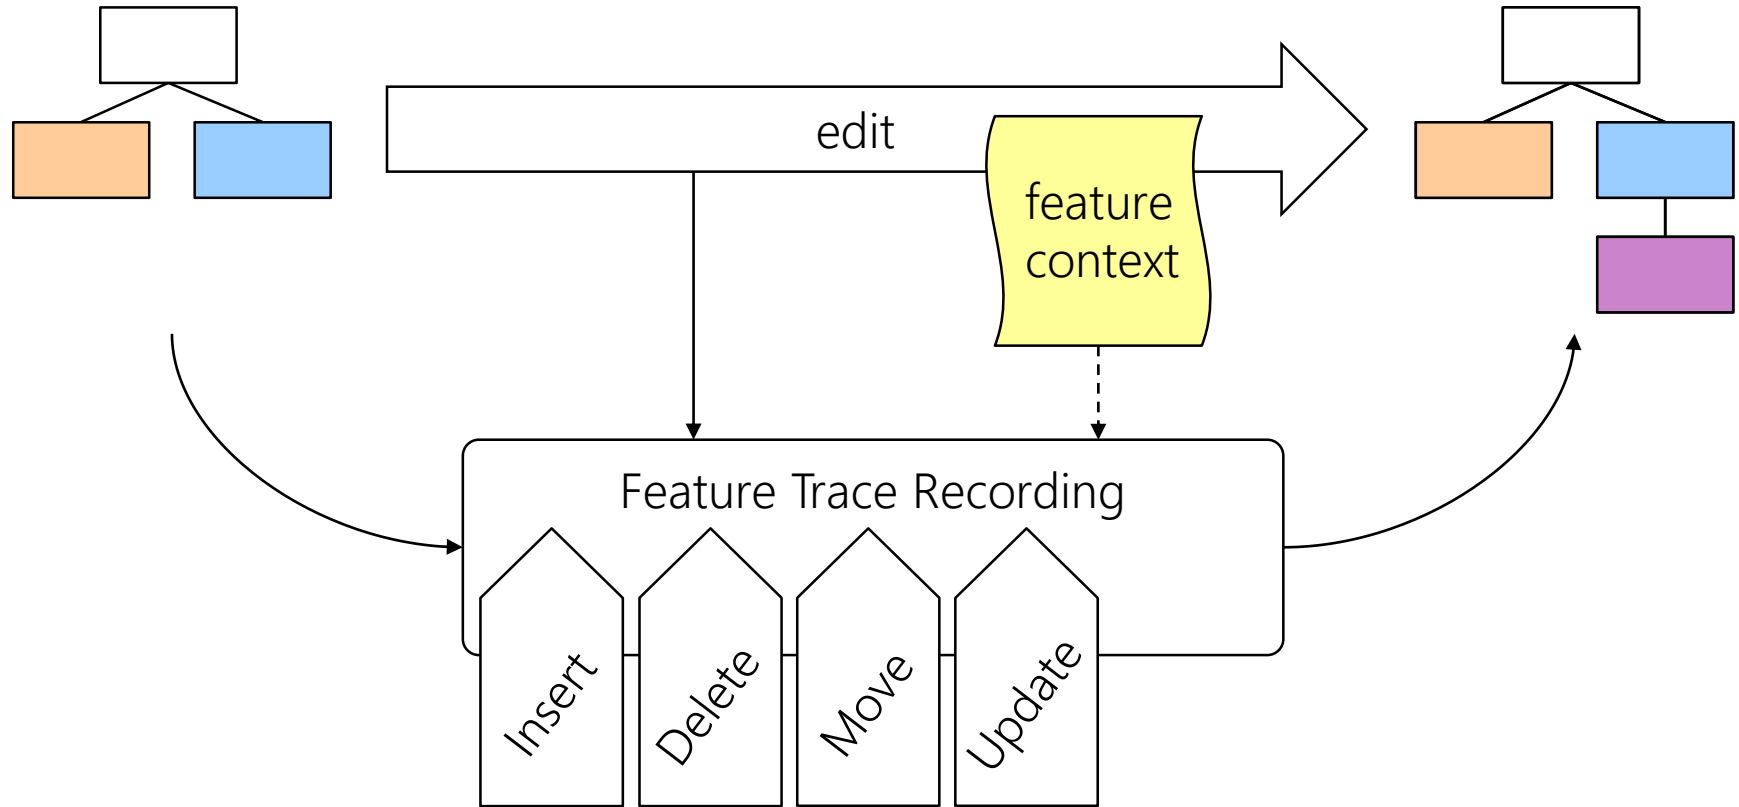 edit
feature
context
Feature Trace Recording
Insert
Delete
Move
Update